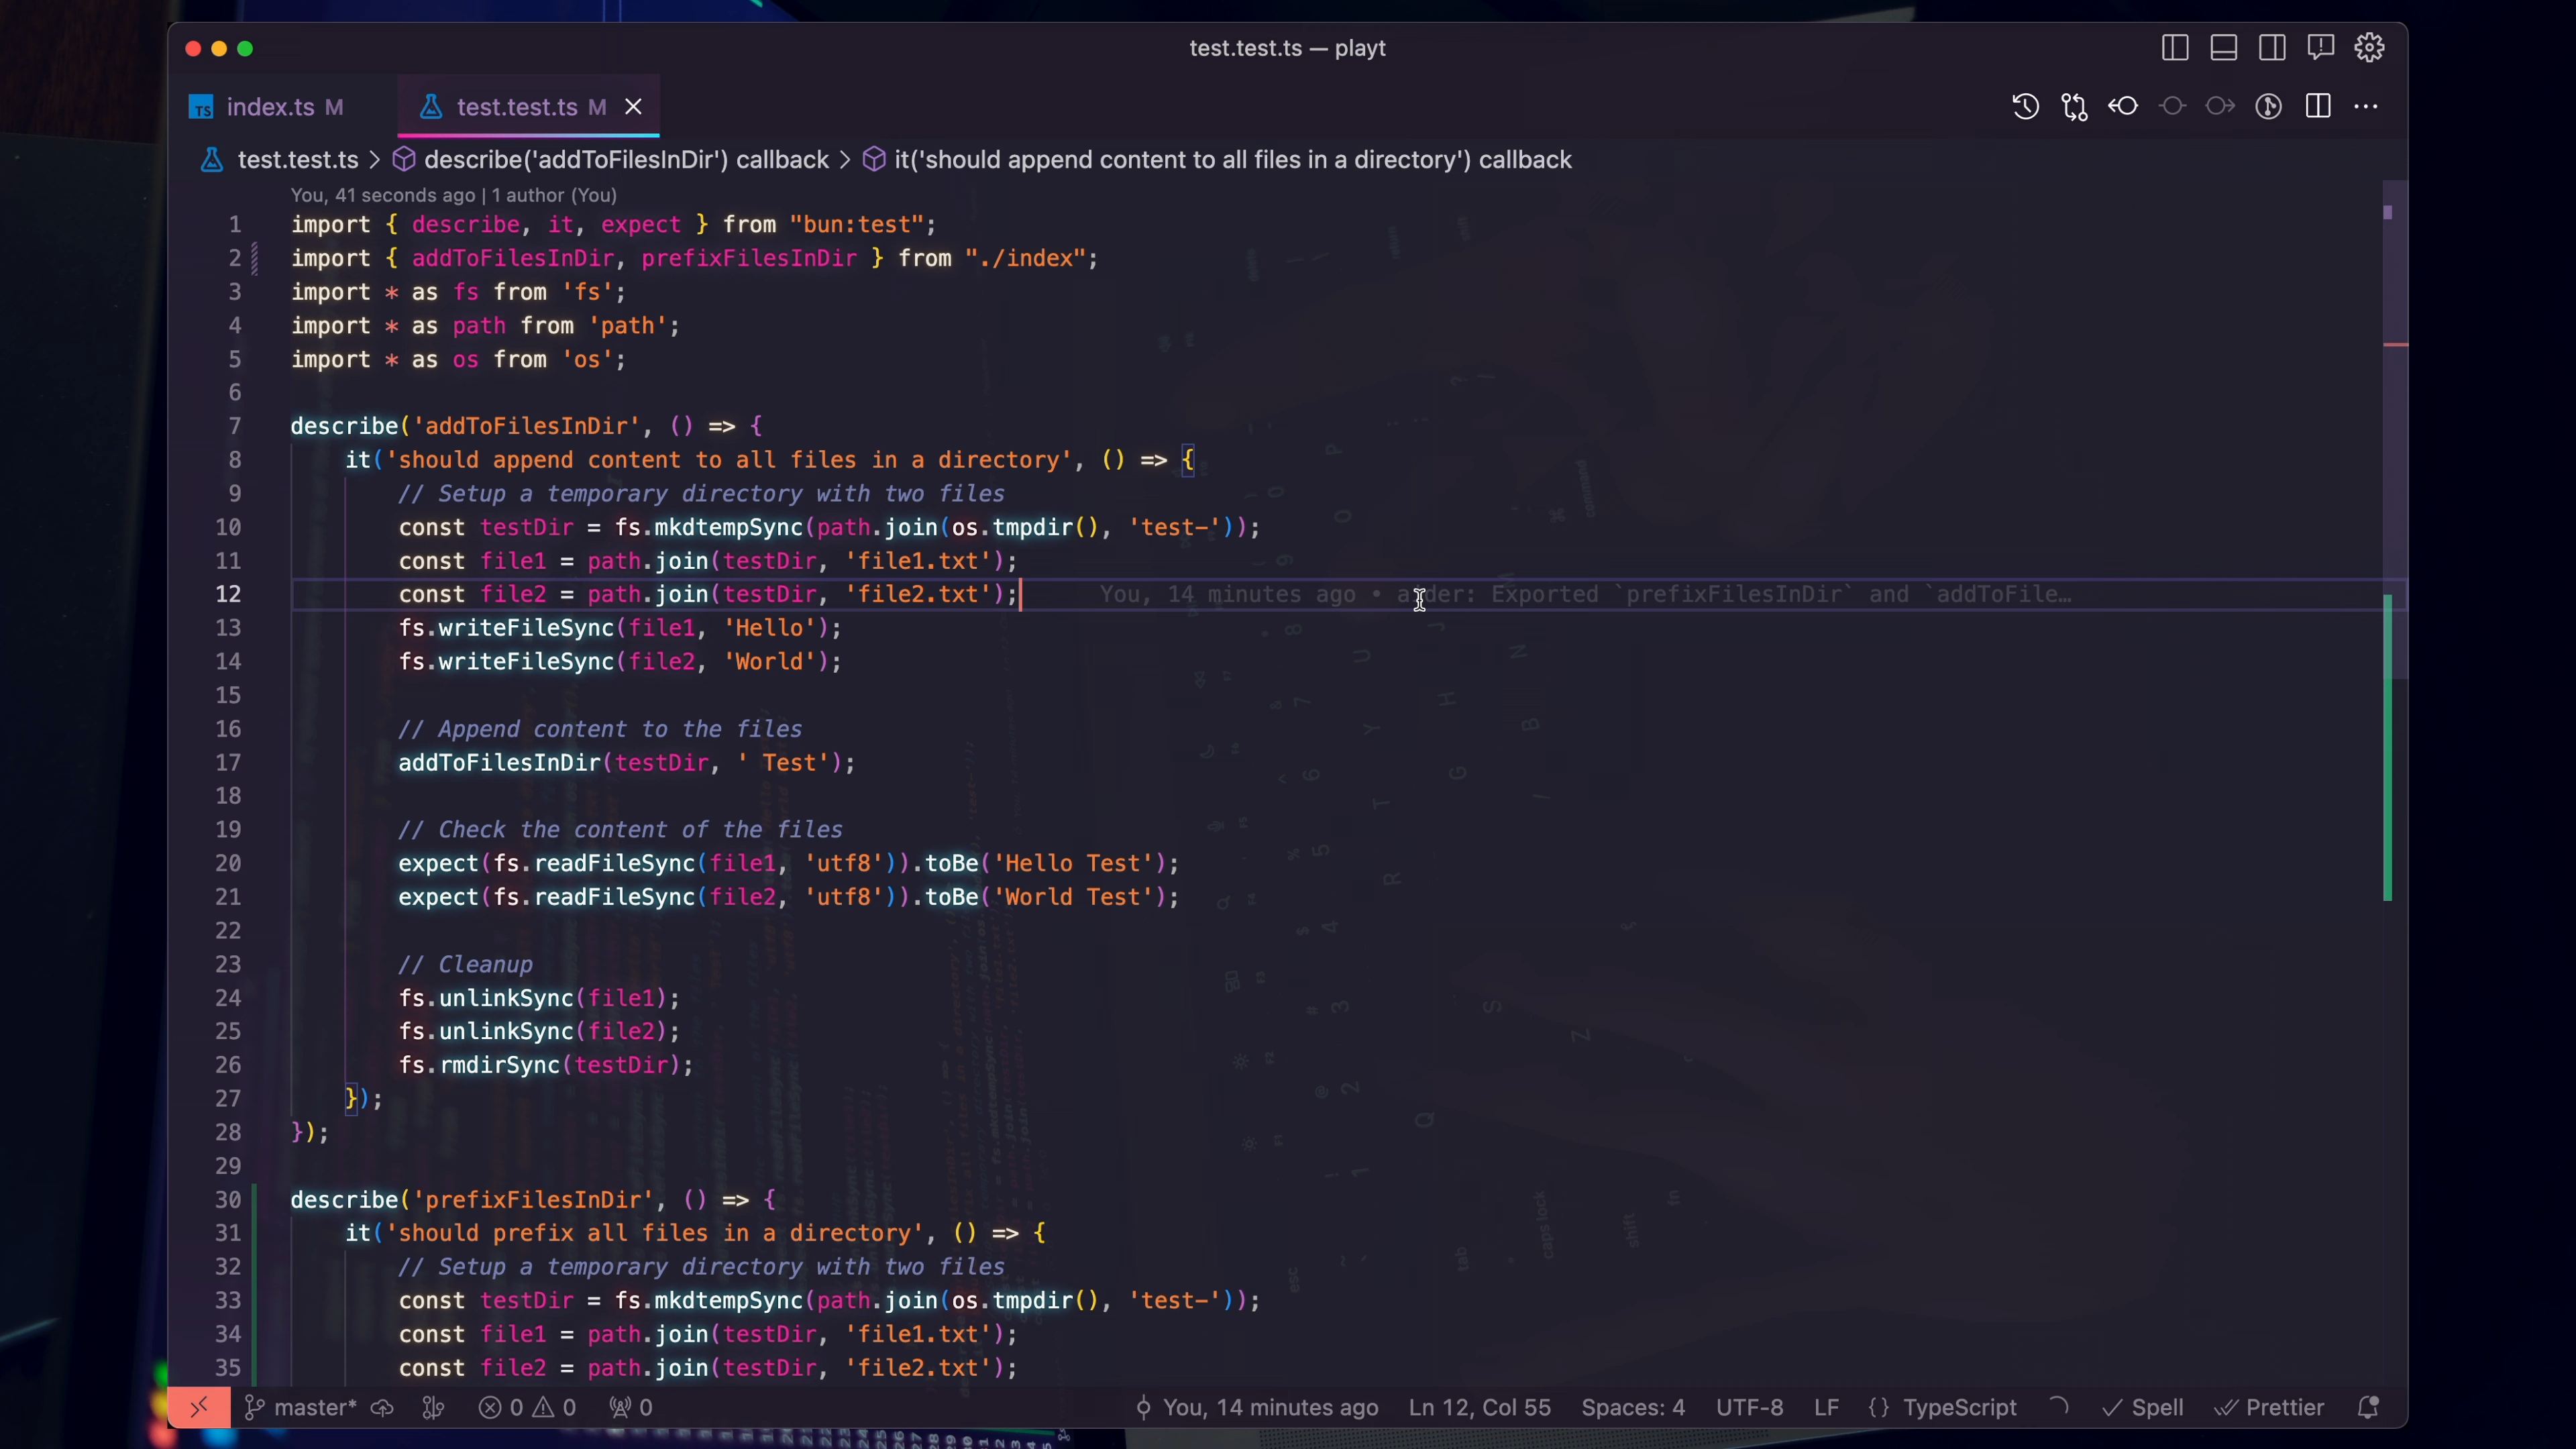 test.test.ts — playt
index.ts M
test.test.ts M
test.test.ts > describe('addToFilesInDir') callback > it('should append content to all files in a directory') callback
You, 41 seconds ago | 1 author (You)
1 import { describe, it, expect } from "bun:test";
2 import { addToFilesInDir, prefixFilesInDir } from "./index";
3 import * as fs from 'fs';
4 import * as path from 'path';
5 import * as os from 'os';
6
7 describe('addToFilesInDir', () => {
8 it('should append content to all files in a directory', () => {
9 // Setup a temporary directory with two files
10 const testDir = fs.mkdtempSync(path.join(os.tmpdir(), 'test-'));
11 const file1 = path.join(testDir, 'file1.txt');
12 const file2 = path.join(testDir, 'file2.txt'); You, 14 minutes ago • aider: Exported `prefixFilesInDir` and `addToFile…
13 fs.writeFileSync(file1, 'Hello');
14 fs.writeFileSync(file2, 'World');
15
16 // Append content to the files
17 addToFilesInDir(testDir, ' Test');
18
19 // Check the content of the files
20 expect(fs.readFileSync(file1, 'utf8')).toBe('Hello Test');
21 expect(fs.readFileSync(file2, 'utf8')).toBe('World Test');
22
23 // Cleanup
24 fs.unlinkSync(file1);
25 fs.unlinkSync(file2);
26 fs.rmdirSync(testDir);
27 });
28 });
29
30 describe('prefixFilesInDir', () => {
31 it('should prefix all files in a directory', () => {
32 // Setup a temporary directory with two files
33 const testDir = fs.mkdtempSync(path.join(os.tmpdir(), 'test-'));
34 const file1 = path.join(testDir, 'file1.txt');
35 const file2 = path.join(testDir, 'file2.txt');
master* 0 0 0 You, 14 minutes ago Ln 12, Col 55 Spaces: 4 UTF-8 LF {} TypeScript Spell Prettier